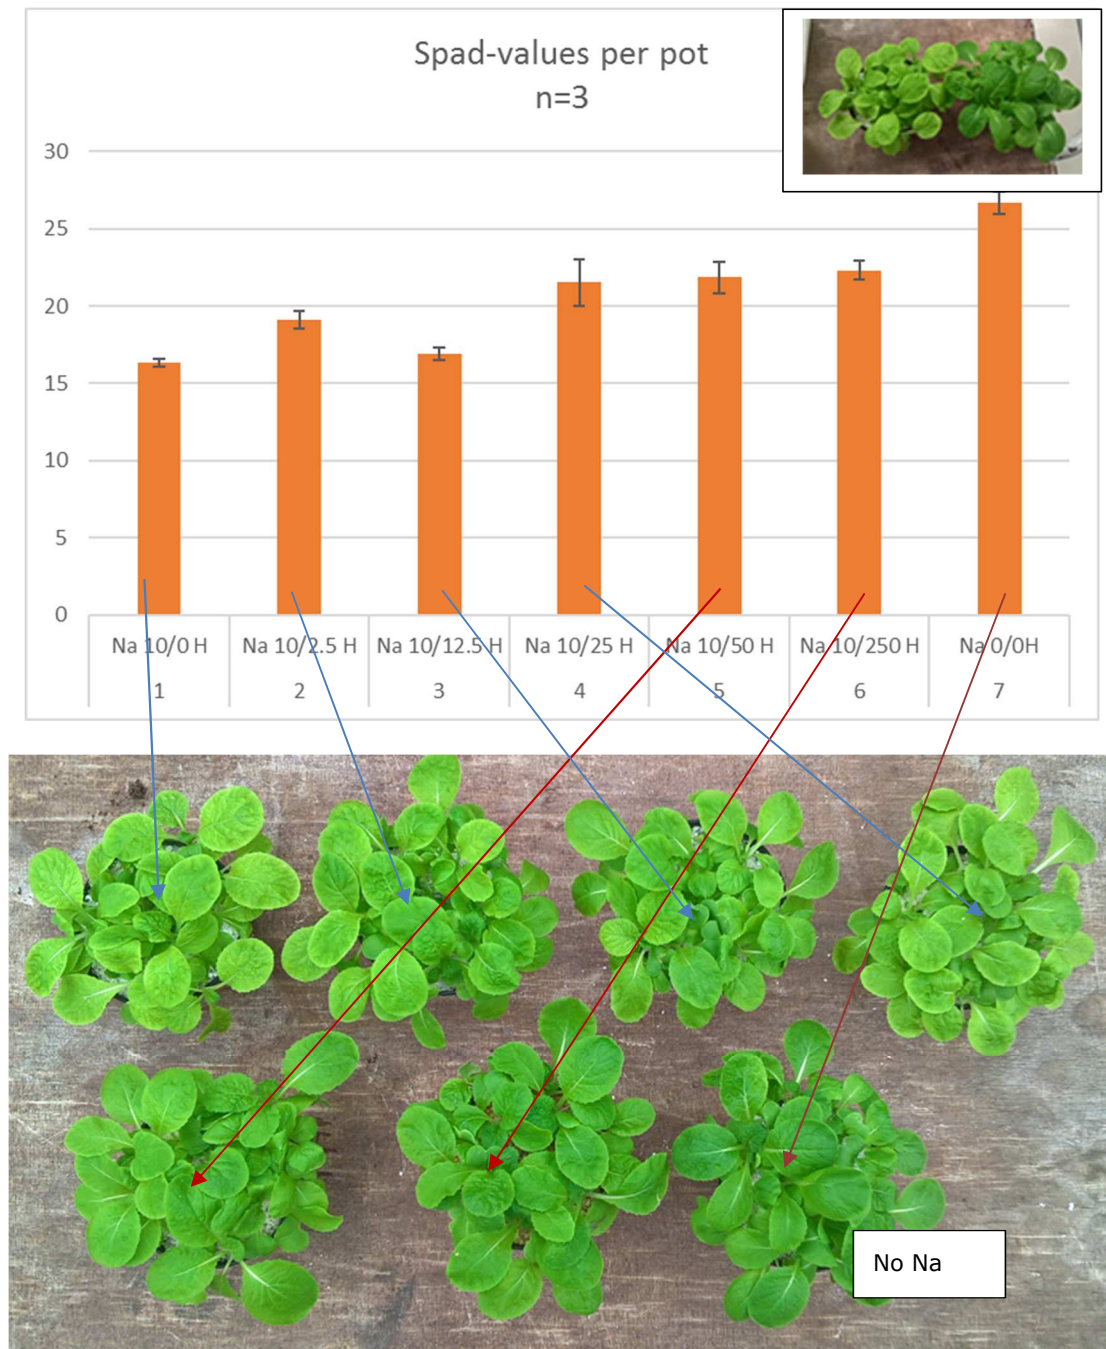 Spad-values per pot
n=3
30
25
20
15
10
5
0
Na 10/0 H
Na 10/2.5 H
Na 10/12.5 H
Na 10/25 H
Na 10/50 H
Na 10/250 H
Na 0/0H
1
2
3
4
5
6
7
No Na